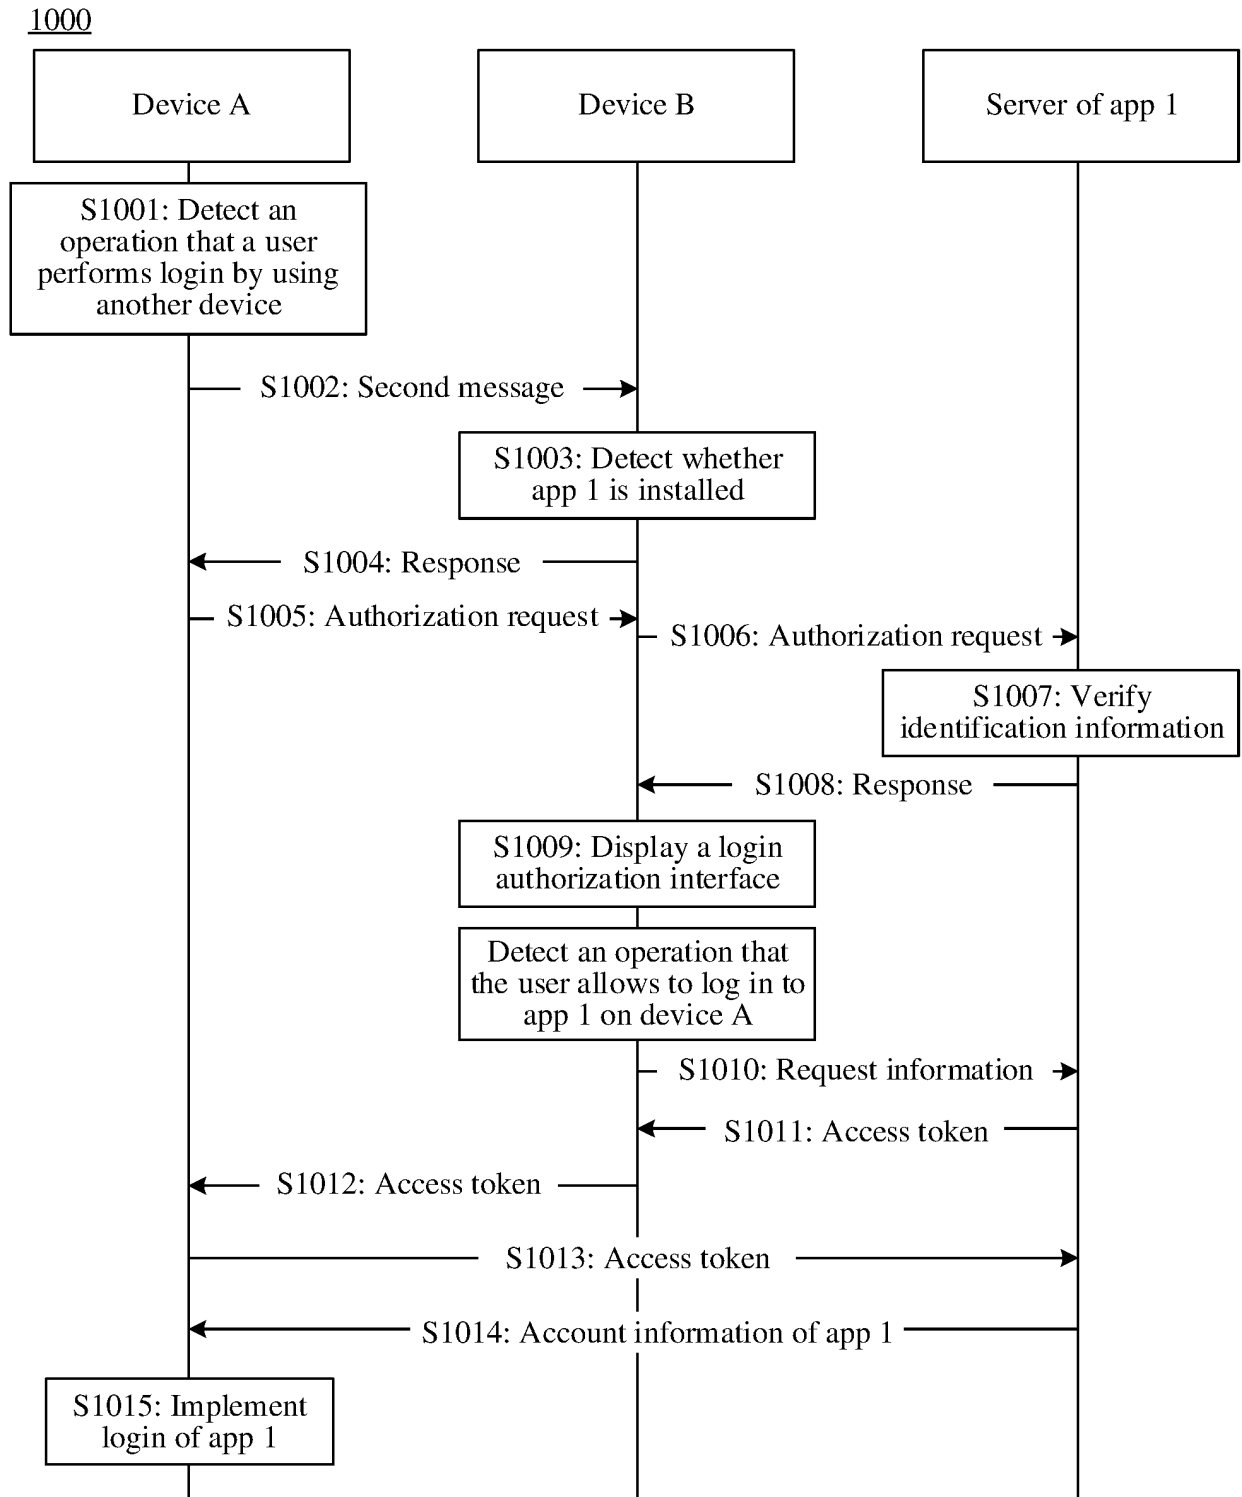 1000
Device A
Device B
Server of app 1
S1001: Detect an
operation that a user
performs login by using
another device
S1002: Second message
S1003: Detect whether
app 1 is installed
S1004: Response
S1005: Authorization request
S1006: Authorization request
S1007: Verify
identification information
S1008: Response
S1009: Display a login
authorization interface
Detect an operation that
the user allows to log in to
app 1 on device A
S1010: Request information
S1011: Access token
S1012: Access token
S1013: Access token
S1014: Account information of app 1
S1015: Implement
login of app 1